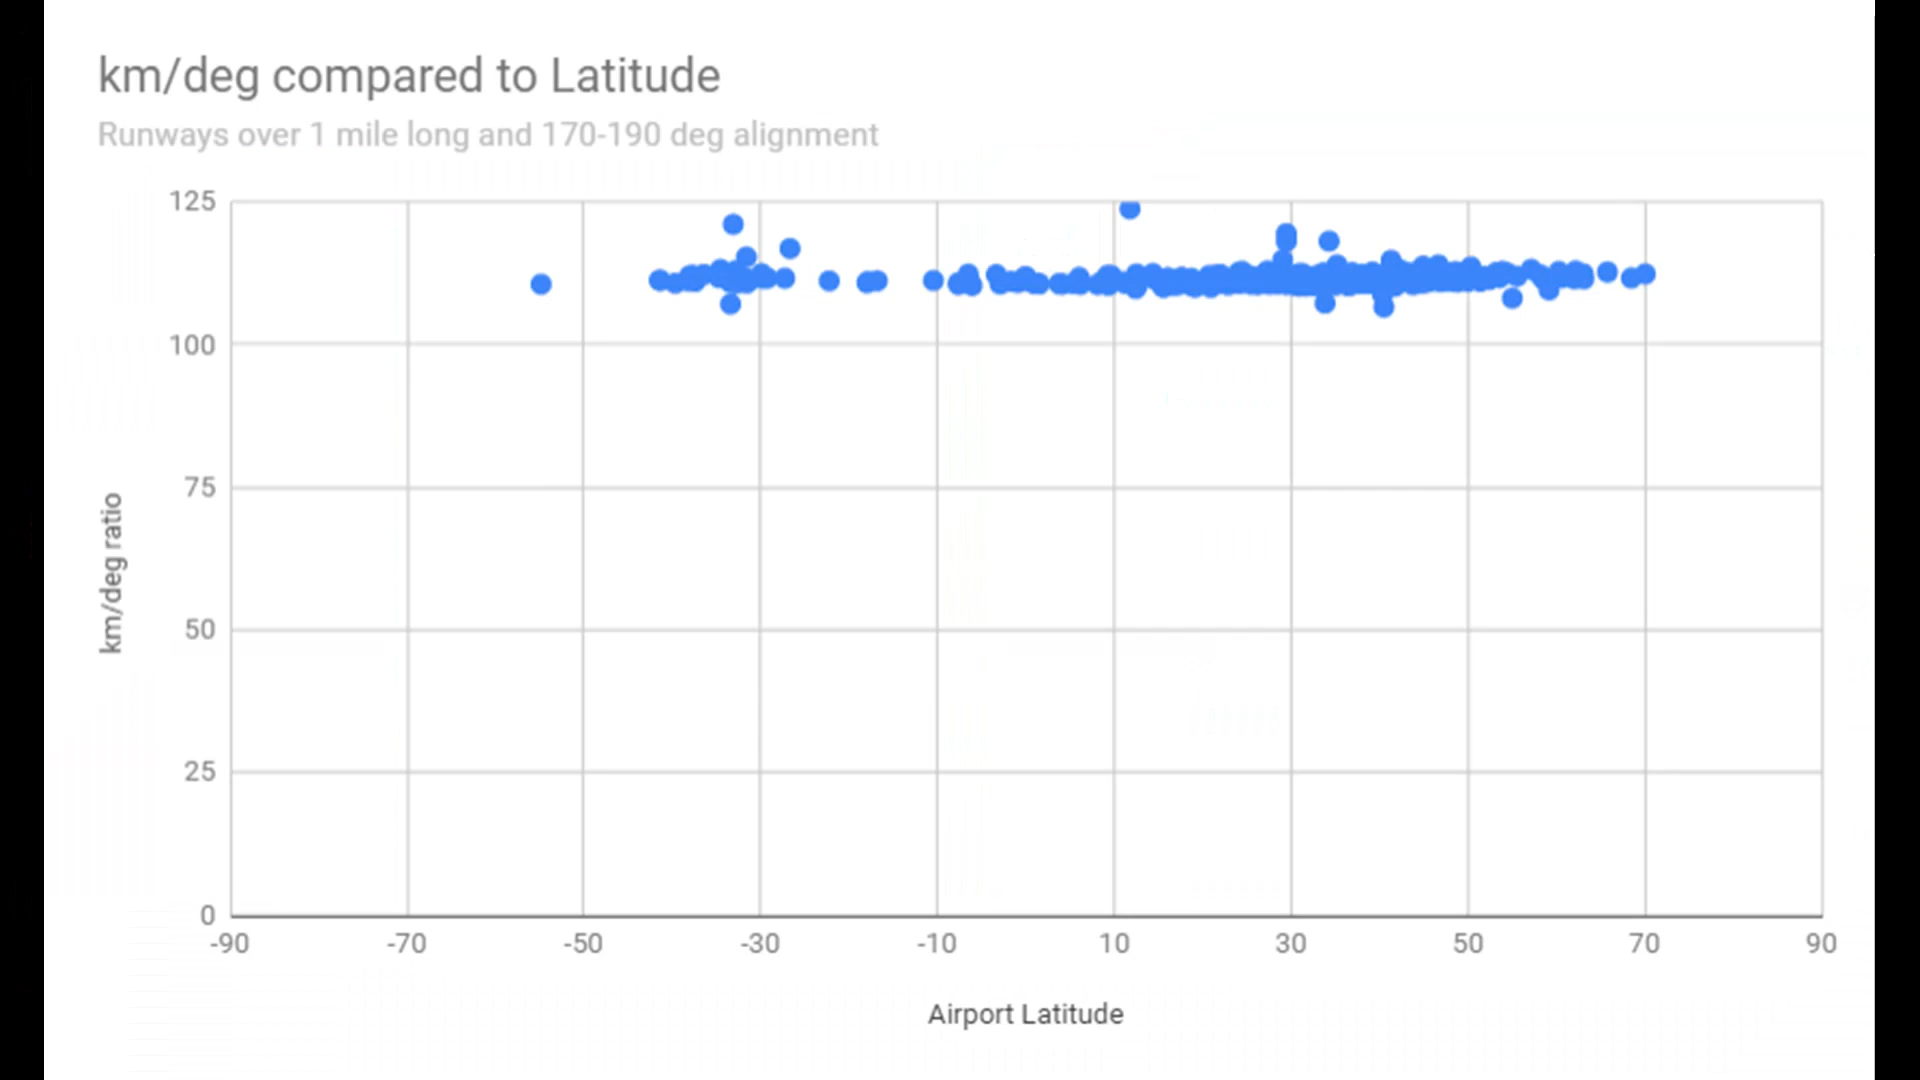 km/deg compared to Latitude
Runways over 1 mile long and 170-190 deg alignment
125
100
75
50
25
0
km/deg ratio
-90 -70 -50 -30 -10 10 30 50 70 90
Airport Latitude